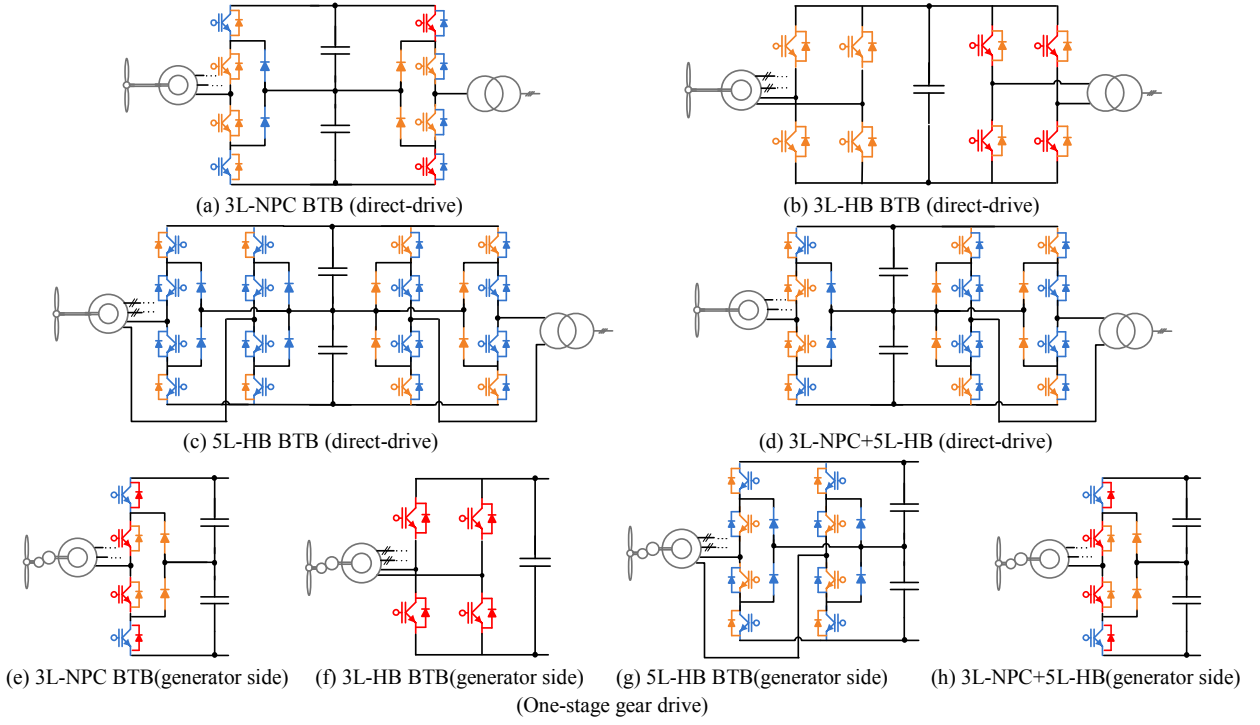 (a) 3L-NPC BTB (direct-drive)
(b) 3L-HB BTB (direct-drive)
(c) 5L-HB BTB (direct-drive)
(d) 3L-NPC+5L-HB (direct-drive)
(e) 3L-NPC BTB(generator side)
(f) 3L-HB BTB(generator side)
(g) 5L-HB BTB(generator side)
(h) 3L-NPC+5L-HB(generator side)
(One-stage gear drive)